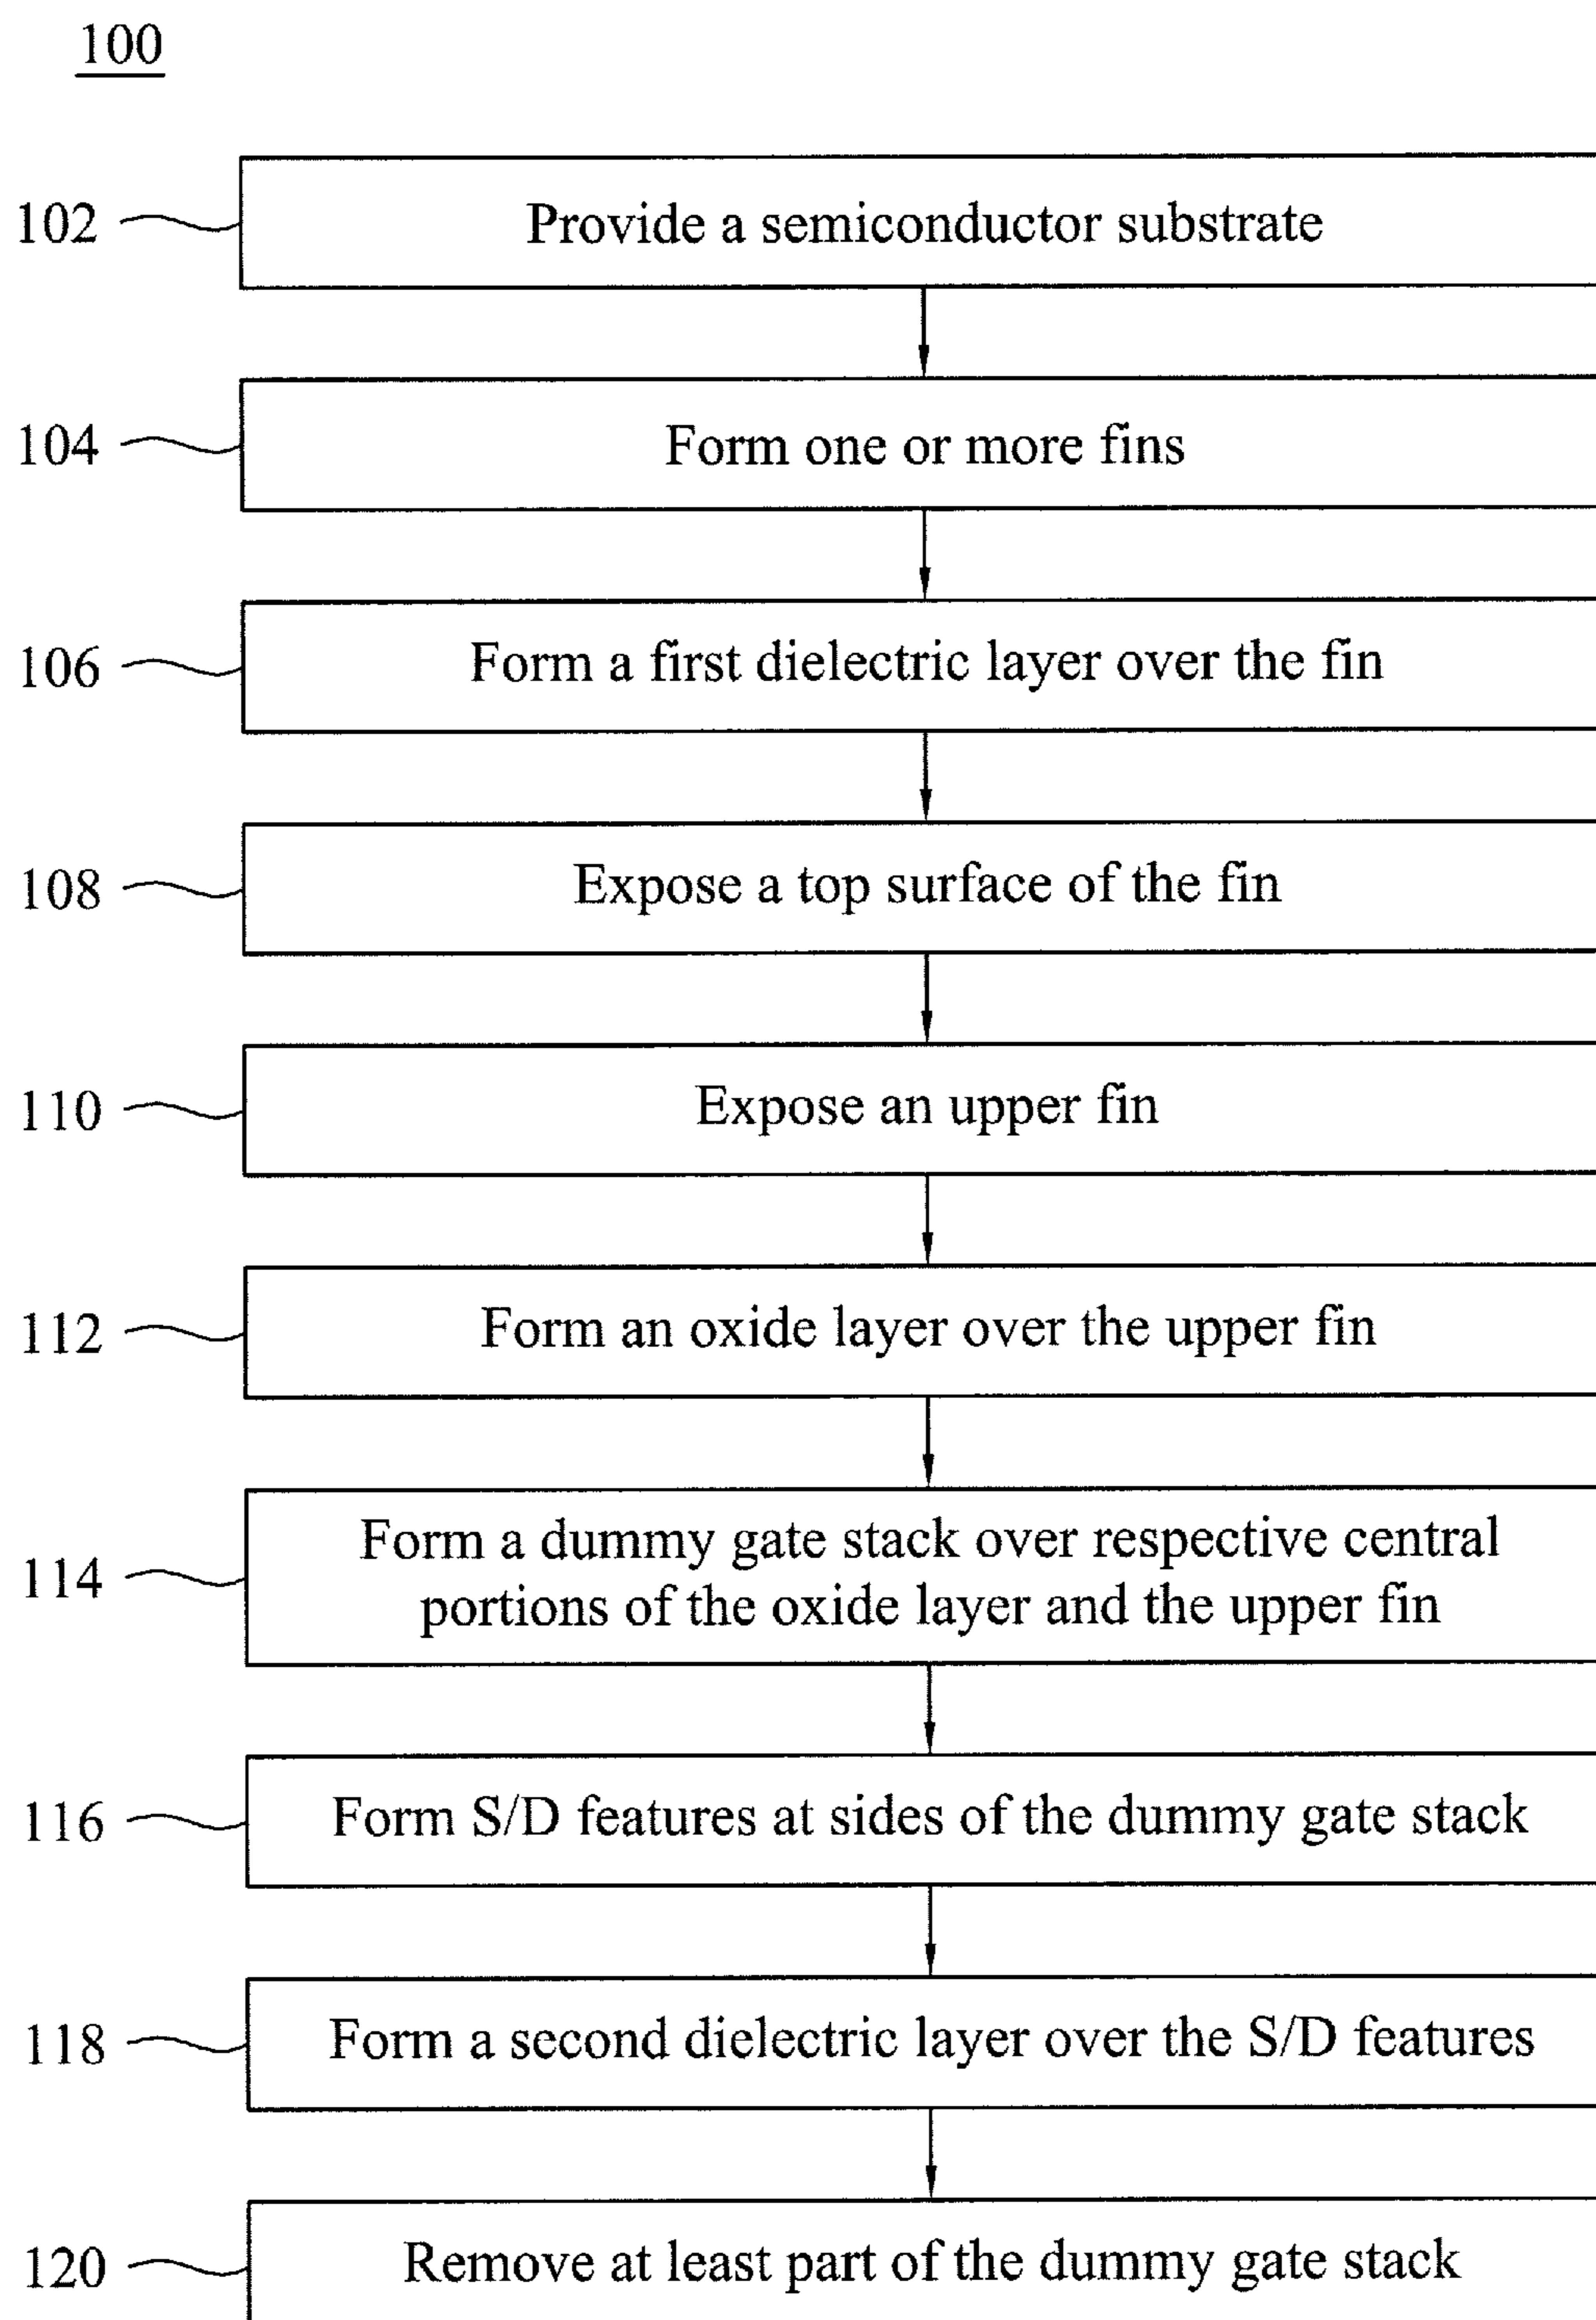 100
102 Provide a semiconductor substrate
104 Form one or more fins
106 Form a first dielectric layer over the fin
108 Expose a top surface of the fin
110 Expose an upper fin
112 Form an oxide layer over the upper fin
114 Form a dummy gate stack over respective central
portions of the oxide layer and the upper fin
116 Form S/D features at sides of the dummy gate stack
118 Form a second dielectric layer over the S/D features
120 Remove at least part of the dummy gate stack